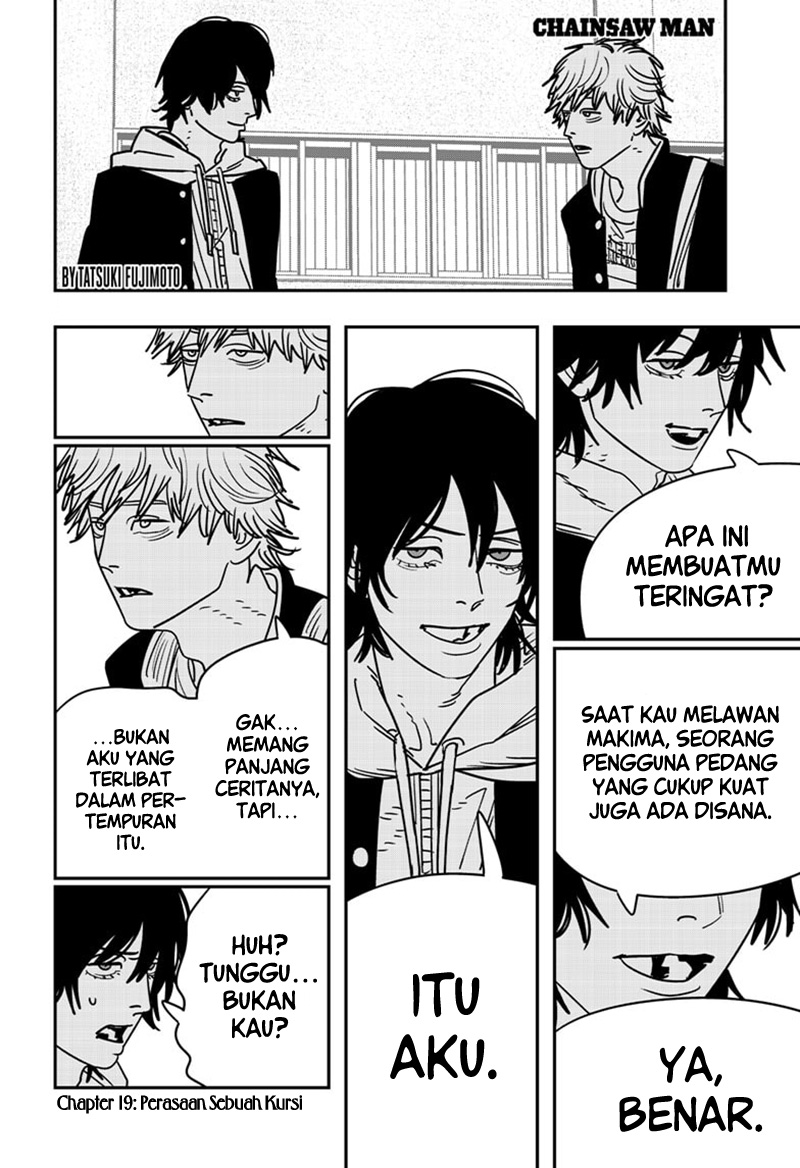 CHAINSAW MAN
BY TATSUKI FUJIMOTO
APA INI
MEMBUATMU
TERINGAT?
SAAT KAU MELAWAN
MAKIMA, SEORANG
PENGGUNA PEDANG
YANG CUKUP KUAT
JUGA ADA DISANA.
YA,
BENAR.
ITU
AKU.
GAK...
MEMANG
PANJANG
CERITANYA,
TAPI...
...BUKAN
AKU YANG
TERLIBAT
DALAM PER-
TEMPURAN
ITU.
HUH?
TUNGGU...
BUKAN
KAU?
Chapter 19: Perasaan Sebuah Kursi